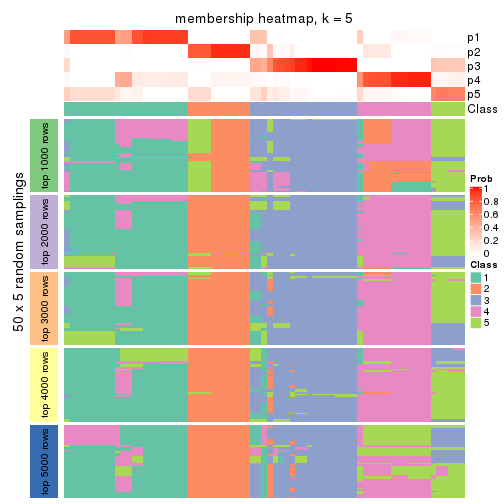 membership heatmap, k = 5
p1
p2
p3
p4
p5
Class
50 x 5 random samplings
top 1000 rows
top 2000 rows
top 3000 rows
top 4000 rows
top 5000 rows
Prob
1
0.8
0.6
0.4
0.2
0
Class
1
2
3
4
5